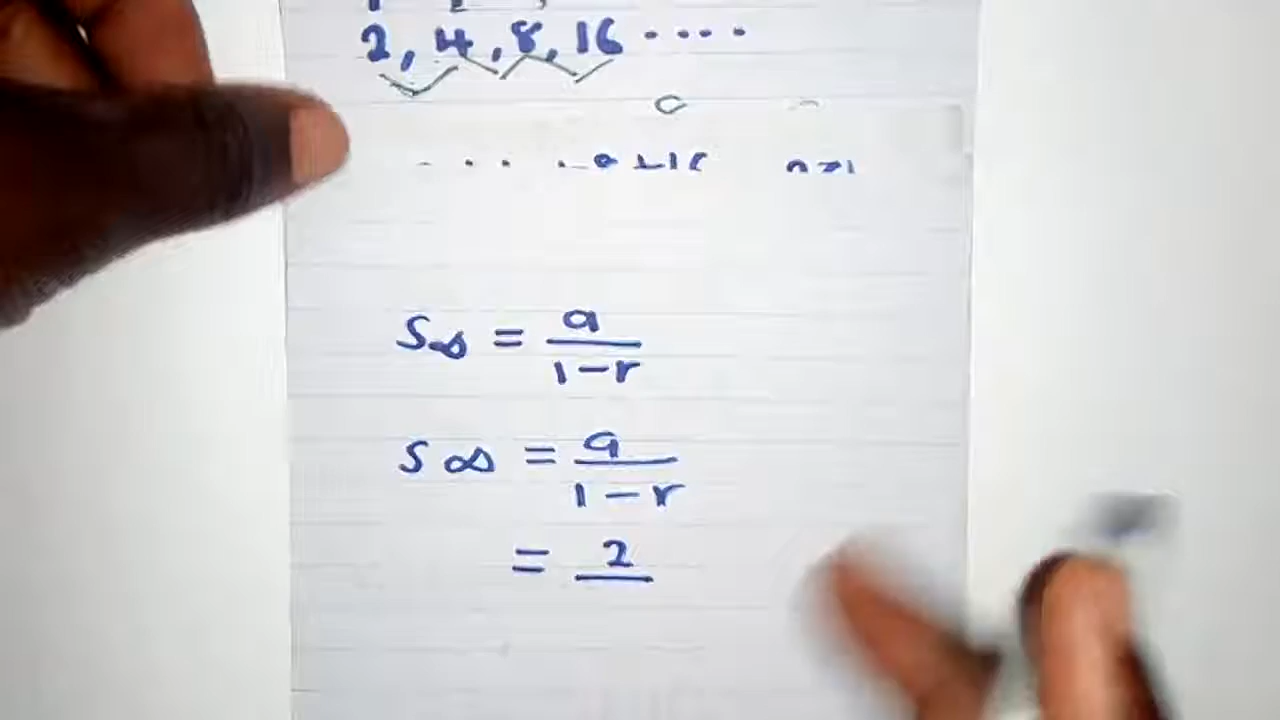 2, 4, 8, 16 ....
S∞ = a
1-r
S∞ = a
1-r
= 2